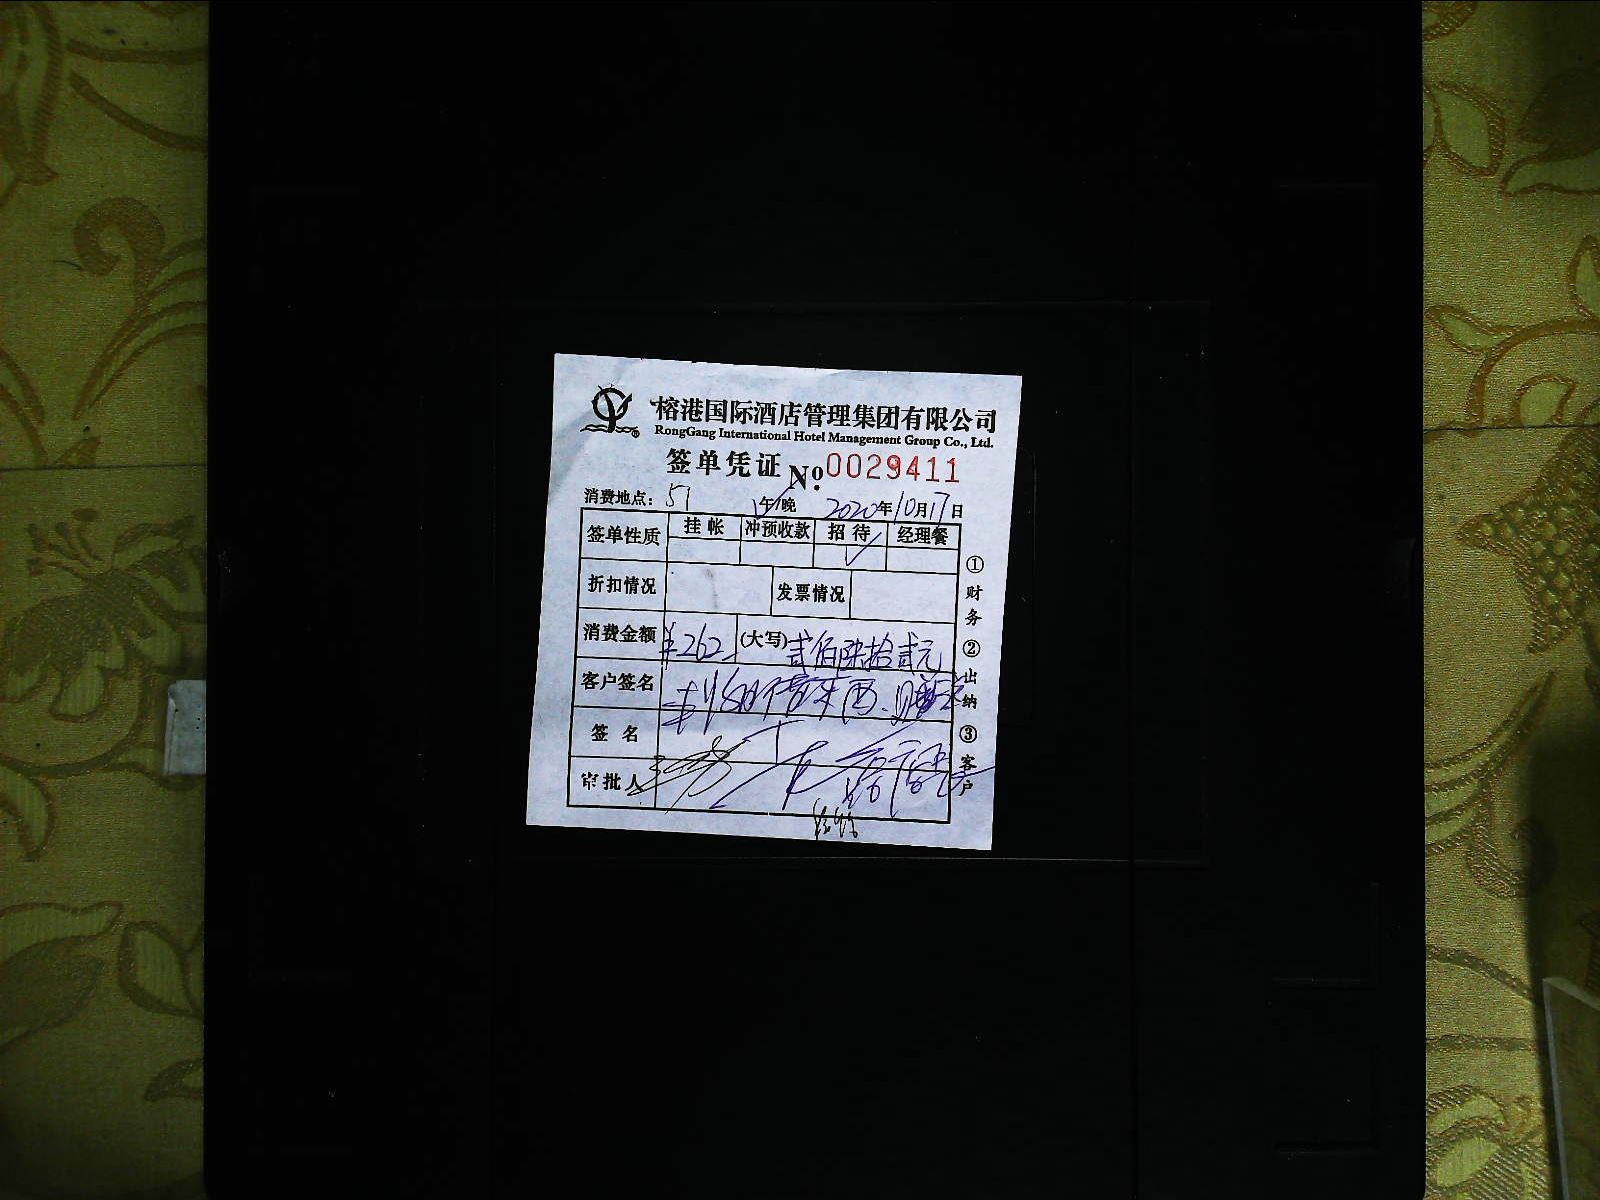 榕港国际酒店管理集团有限公司
RongGang International Hotel Management Group Co., Ltd.
签单凭证 №:0029411
消费地点: 51 午/晚 2020年10月17日
签单性质 挂帐 冲预收款 招待 经理餐
折扣情况 发票情况
消费金额 ¥262 (大写) 贰佰陆拾贰元
客户签名
签名
审批人
①财务 ②出纳 ③客户